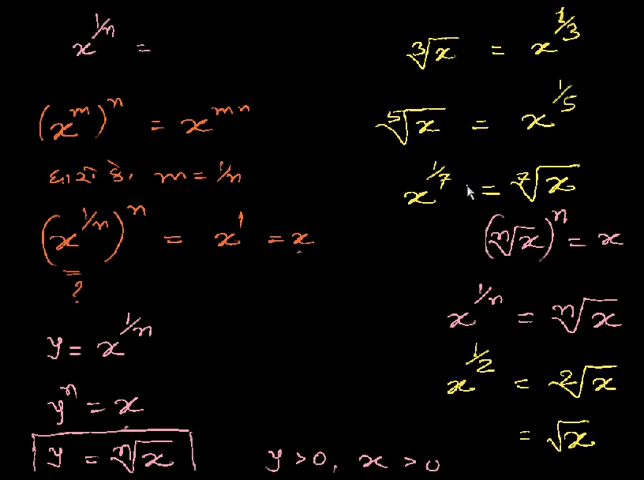 x^{1/n} =
(x^m)^n = x^{mn}
ધારો કે, m = 1/n
(x^{1/n})^n = x^1 = x
?
y = x^{1/n}
y^n = x
y = ⁿ√x
y > 0, x > 0
³√x = x^{1/3}
⁵√x = x^{1/5}
x^{1/7} = ⁷√x
(ⁿ√x)^n = x
x^{1/n} = ⁿ√x
x^{1/2} = ²√x
= √x